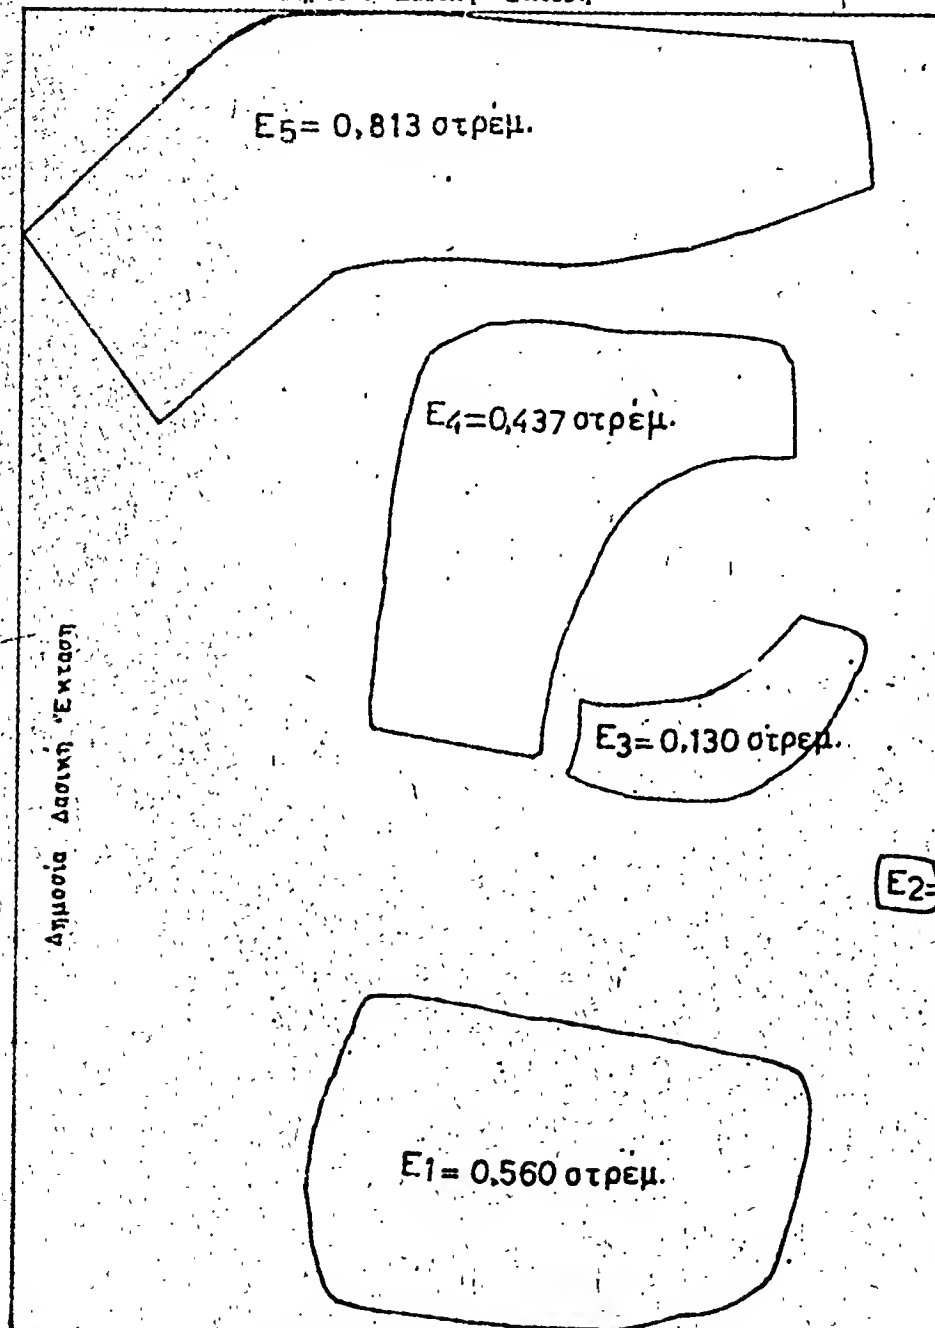 E5= 0,813 στρέμ.
E4=0,437 στρέμ.
Δημοσία Δασική Έκταση
E3= 0,130 στρεμ.
E2=
E1= 0,560 στρέμ.